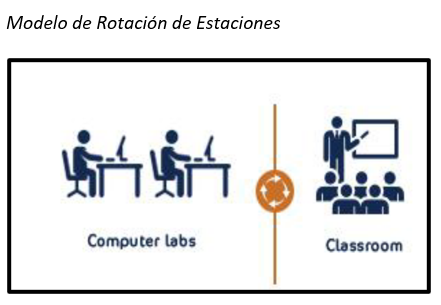 Modelo de Rotación de Estaciones
Computer labs
Classroom